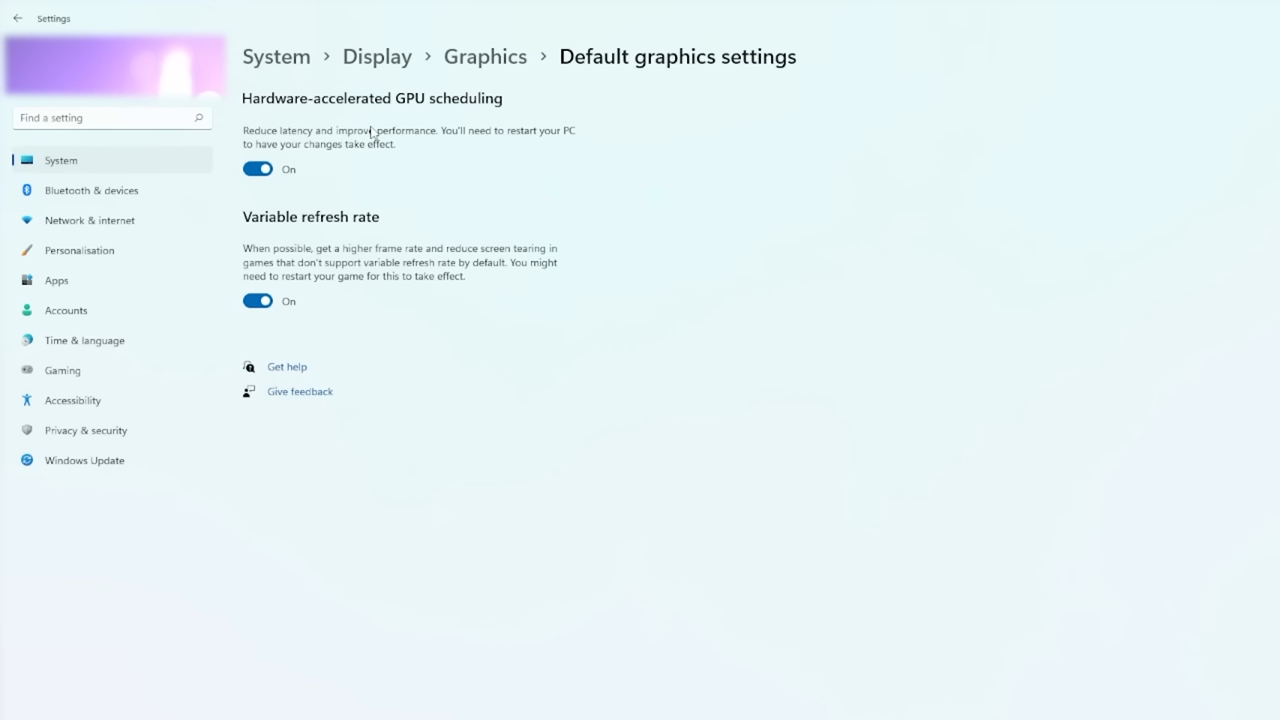 Settings
System > Display > Graphics > Default graphics settings
Hardware-accelerated GPU scheduling
Find a setting
Reduce latency and improve performance. You'll need to restart your PC
to have your changes take effect.
On
System
Bluetooth & devices
Network & internet
Personalisation
Apps
Accounts
Time & language
Gaming
Accessibility
Privacy & security
Windows Update
Variable refresh rate
When possible, get a higher frame rate and reduce screen tearing in
games that don't support variable refresh rate by default. You might
need to restart your game for this to take effect.
On
Get help
Give feedback